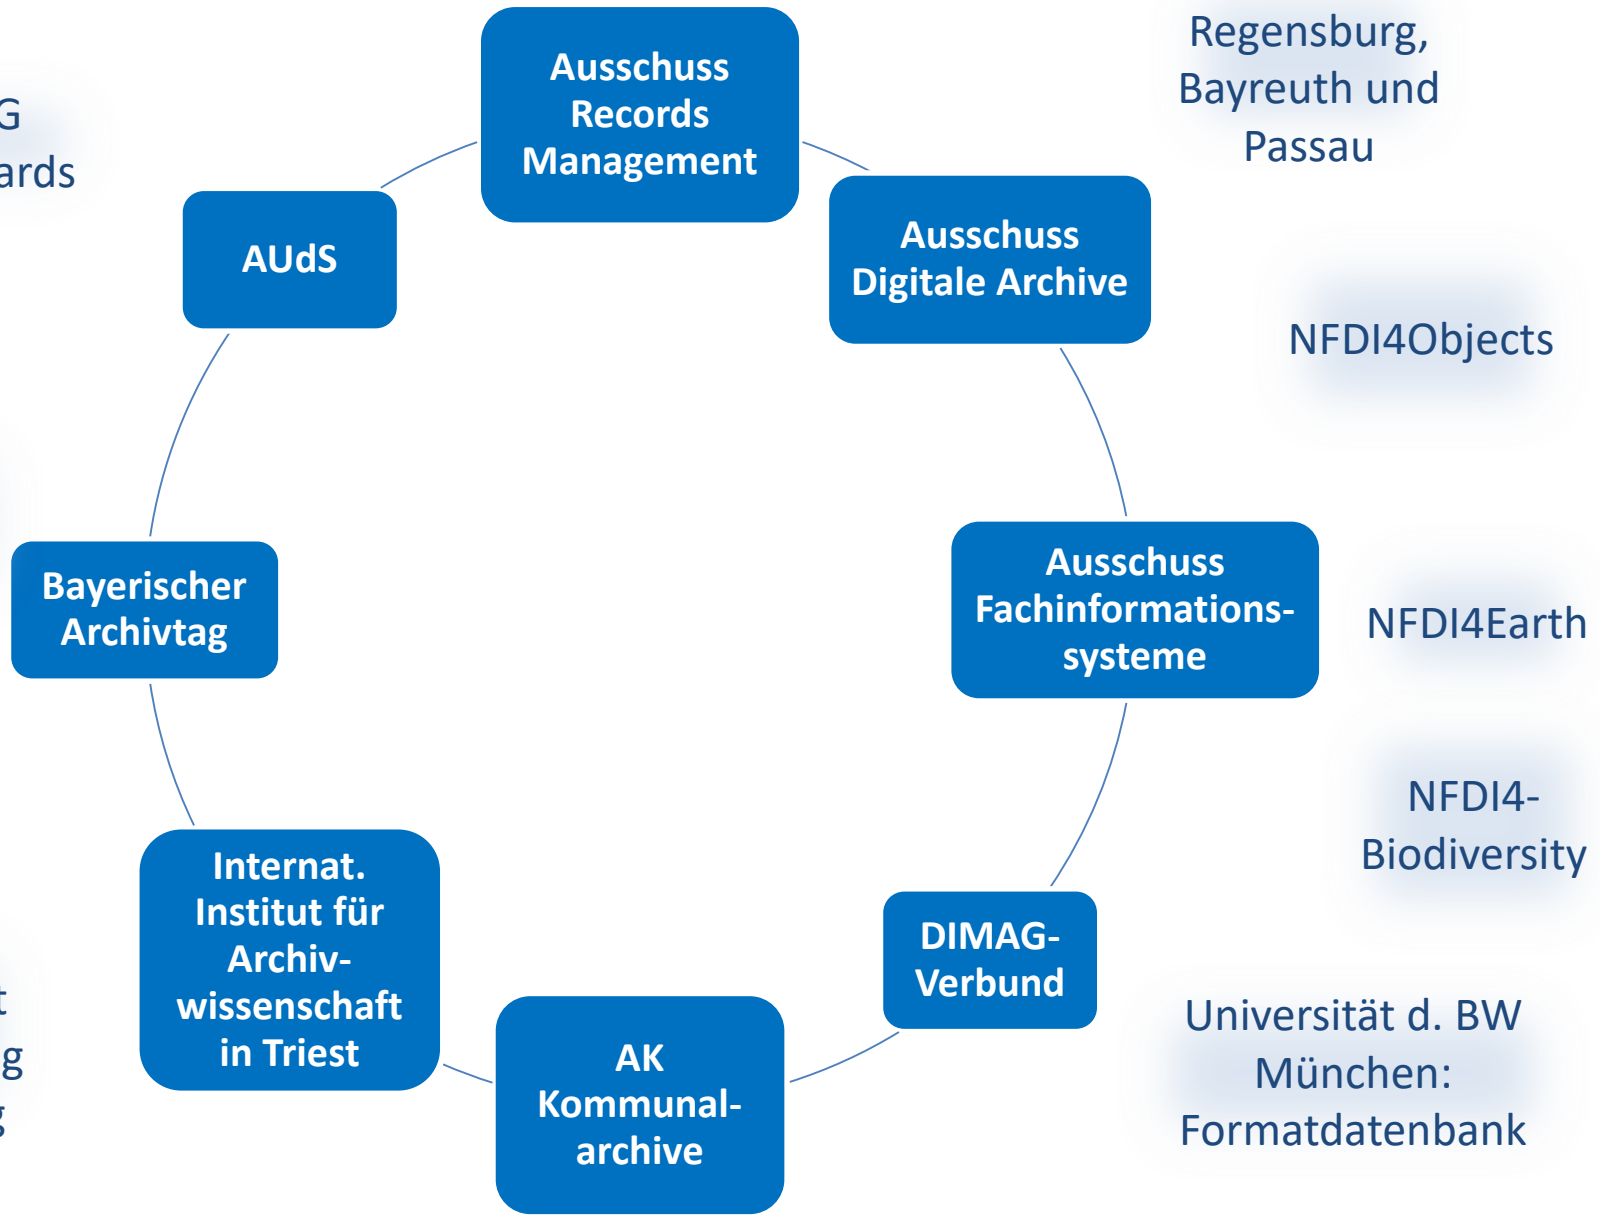 Ausschuss
Records
Management
Regensburg,
Bayreuth und
Passau
G
ards
AUdS
Ausschuss
Digitale Archive
NFDI4Objects
Bayerischer
Archivtag
Ausschuss
Fachinformations-
systeme
NFDI4Earth
NFDI4-
Biodiversity
Internat.
Institut für
Archiv-
wissenschaft
in Triest
DIMAG-
Verbund
AK
Kommunal-
archive
Universität d. BW
München:
Formatdatenbank
t
g
g